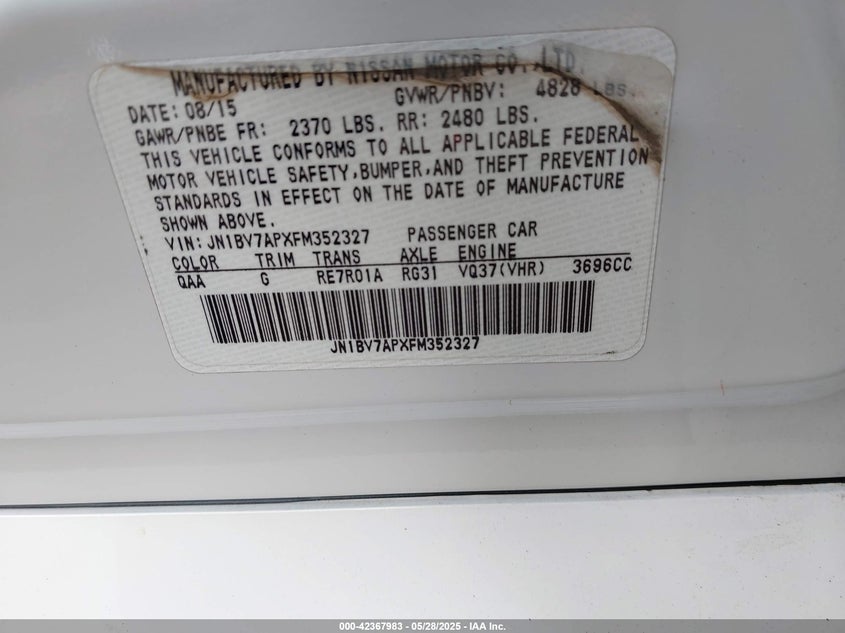 MANUFACTURED BY NISSAN MOTOR CO.,LTD.
DATE: 08/15 GVWR/PNBV: 4828 LBS.
GAWR/PNBE FR: 2370 LBS. RR: 2480 LBS.
THIS VEHICLE CONFORMS TO ALL APPLICABLE FEDERAL
MOTOR VEHICLE SAFETY,BUMPER,AND THEFT PREVENTION
STANDARDS IN EFFECT ON THE DATE OF MANUFACTURE
SHOWN ABOVE.
VIN: JN1BV7APXFM352327 PASSENGER CAR
COLOR TRIM TRANS AXLE ENGINE
QAA G RE7R01A RG31 VQ37(VHR) 3696CC
JN1BV7APXFM352327
000-42367983 - 05/28/2025 - IAA Inc.